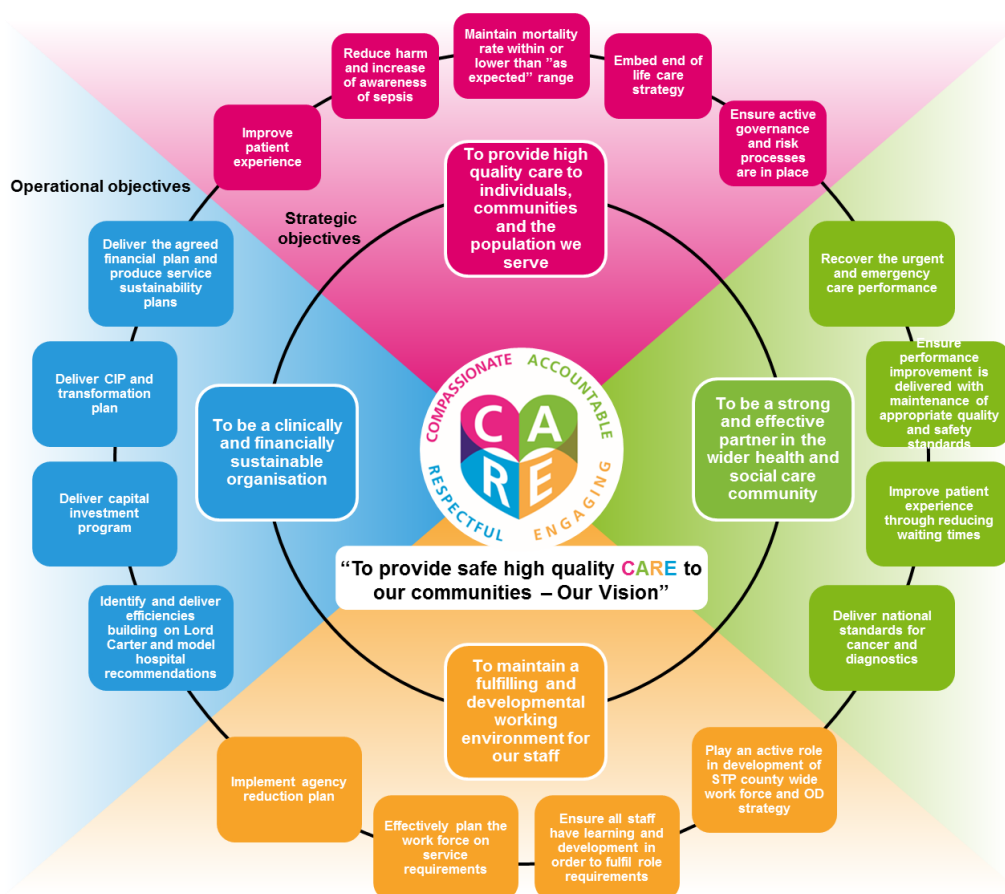 Maintain mortality
rate within or
lower than ”as
expected” range
Reduce harm
and increase
of awareness
of sepsis
Embed end of
life care
strategy
Improve
patient
experience
Ensure active
governance
and risk
processes
are in place
Operational objectives
Strategic
objectives
To provide high
quality care to
individuals,
communities
and the
population we
serve
Deliver the agreed
financial plan and
produce service
sustainability
plans
Deliver CIP and
transformation
plan
Deliver capital
investment
program
Identify and deliver
efficiencies
building on Lord
Carter and model
hospital
recommendations
To be a clinically
and financially
sustainable
organisation
COMPASSIONATE
ACCOUNTABLE
C A
R E
RESPECTFUL
ENGAGING
“To provide safe high quality CARE to
our communities – Our Vision”
To be a strong
and effective
partner in the
wider health and
social care
community
Recover the urgent
and emergency
care performance
Ensure
performance
improvement is
delivered with
maintenance of
appropriate quality
and safety
standards
Improve patient
experience
through reducing
waiting times
Deliver national
standards for
cancer and
diagnostics
To maintain a
fulfilling and
developmental
working
environment for
our staff
Implement agency
reduction plan
Effectively plan the
work force on
service
requirements
Ensure all staff
have learning and
development in
order to fulfil role
requirements
Play an active role
in development of
STP county wide
work force and OD
strategy